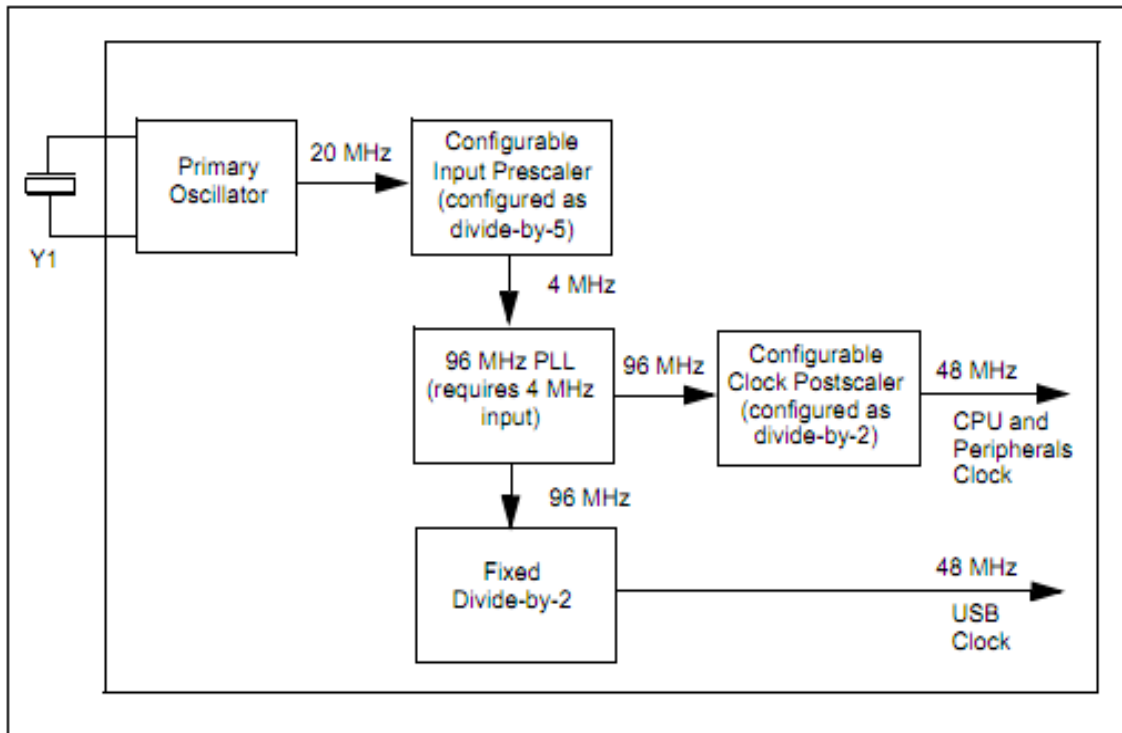 Y1
Primary
Oscillator
20 MHz
Configurable
Input Prescaler
(configured as
divide-by-5)
4 MHz
96 MHz PLL
(requires 4 MHz
input)
96 MHz
Configurable
Clock Postscaler
(configured as
divide-by-2)
48 MHz
CPU and
Peripherals
Clock
96 MHz
Fixed
Divide-by-2
48 MHz
USB
Clock